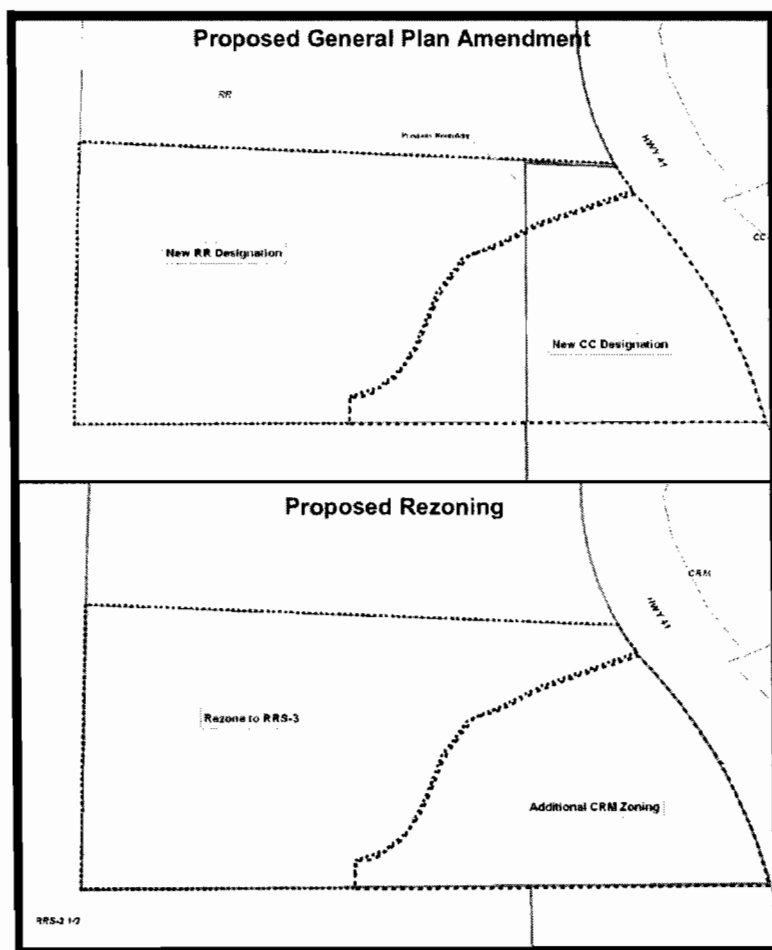 Proposed General Plan Amendment
RR
HWY 41
CC
New RR Designation
New CC Designation
Proposed Rezoning
CRM
HWY 41
Rezone to RRS-3
Additional CRM Zoning
RRS-2 1/2